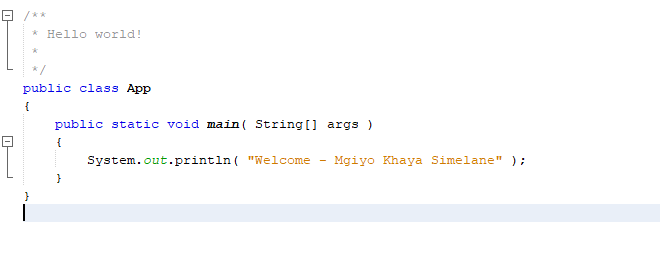 /**
 * Hello world!
 *
 */
public class App
{
    public static void main( String[] args )
    {
        System.out.println( "Welcome - Mgiyo Khaya Simelane" );
    }
}